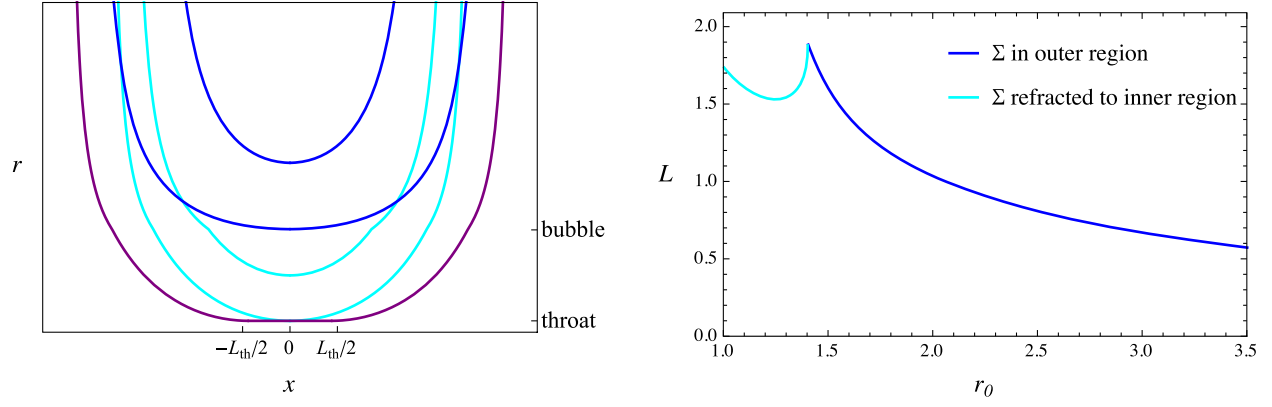 r
bubble
throat
−L_th/2 0 L_th/2
x
2.0
1.5
1.0
0.5
0.0
L
Σ in outer region
Σ refracted to inner region
1.0 1.5 2.0 2.5 3.0 3.5
r_0